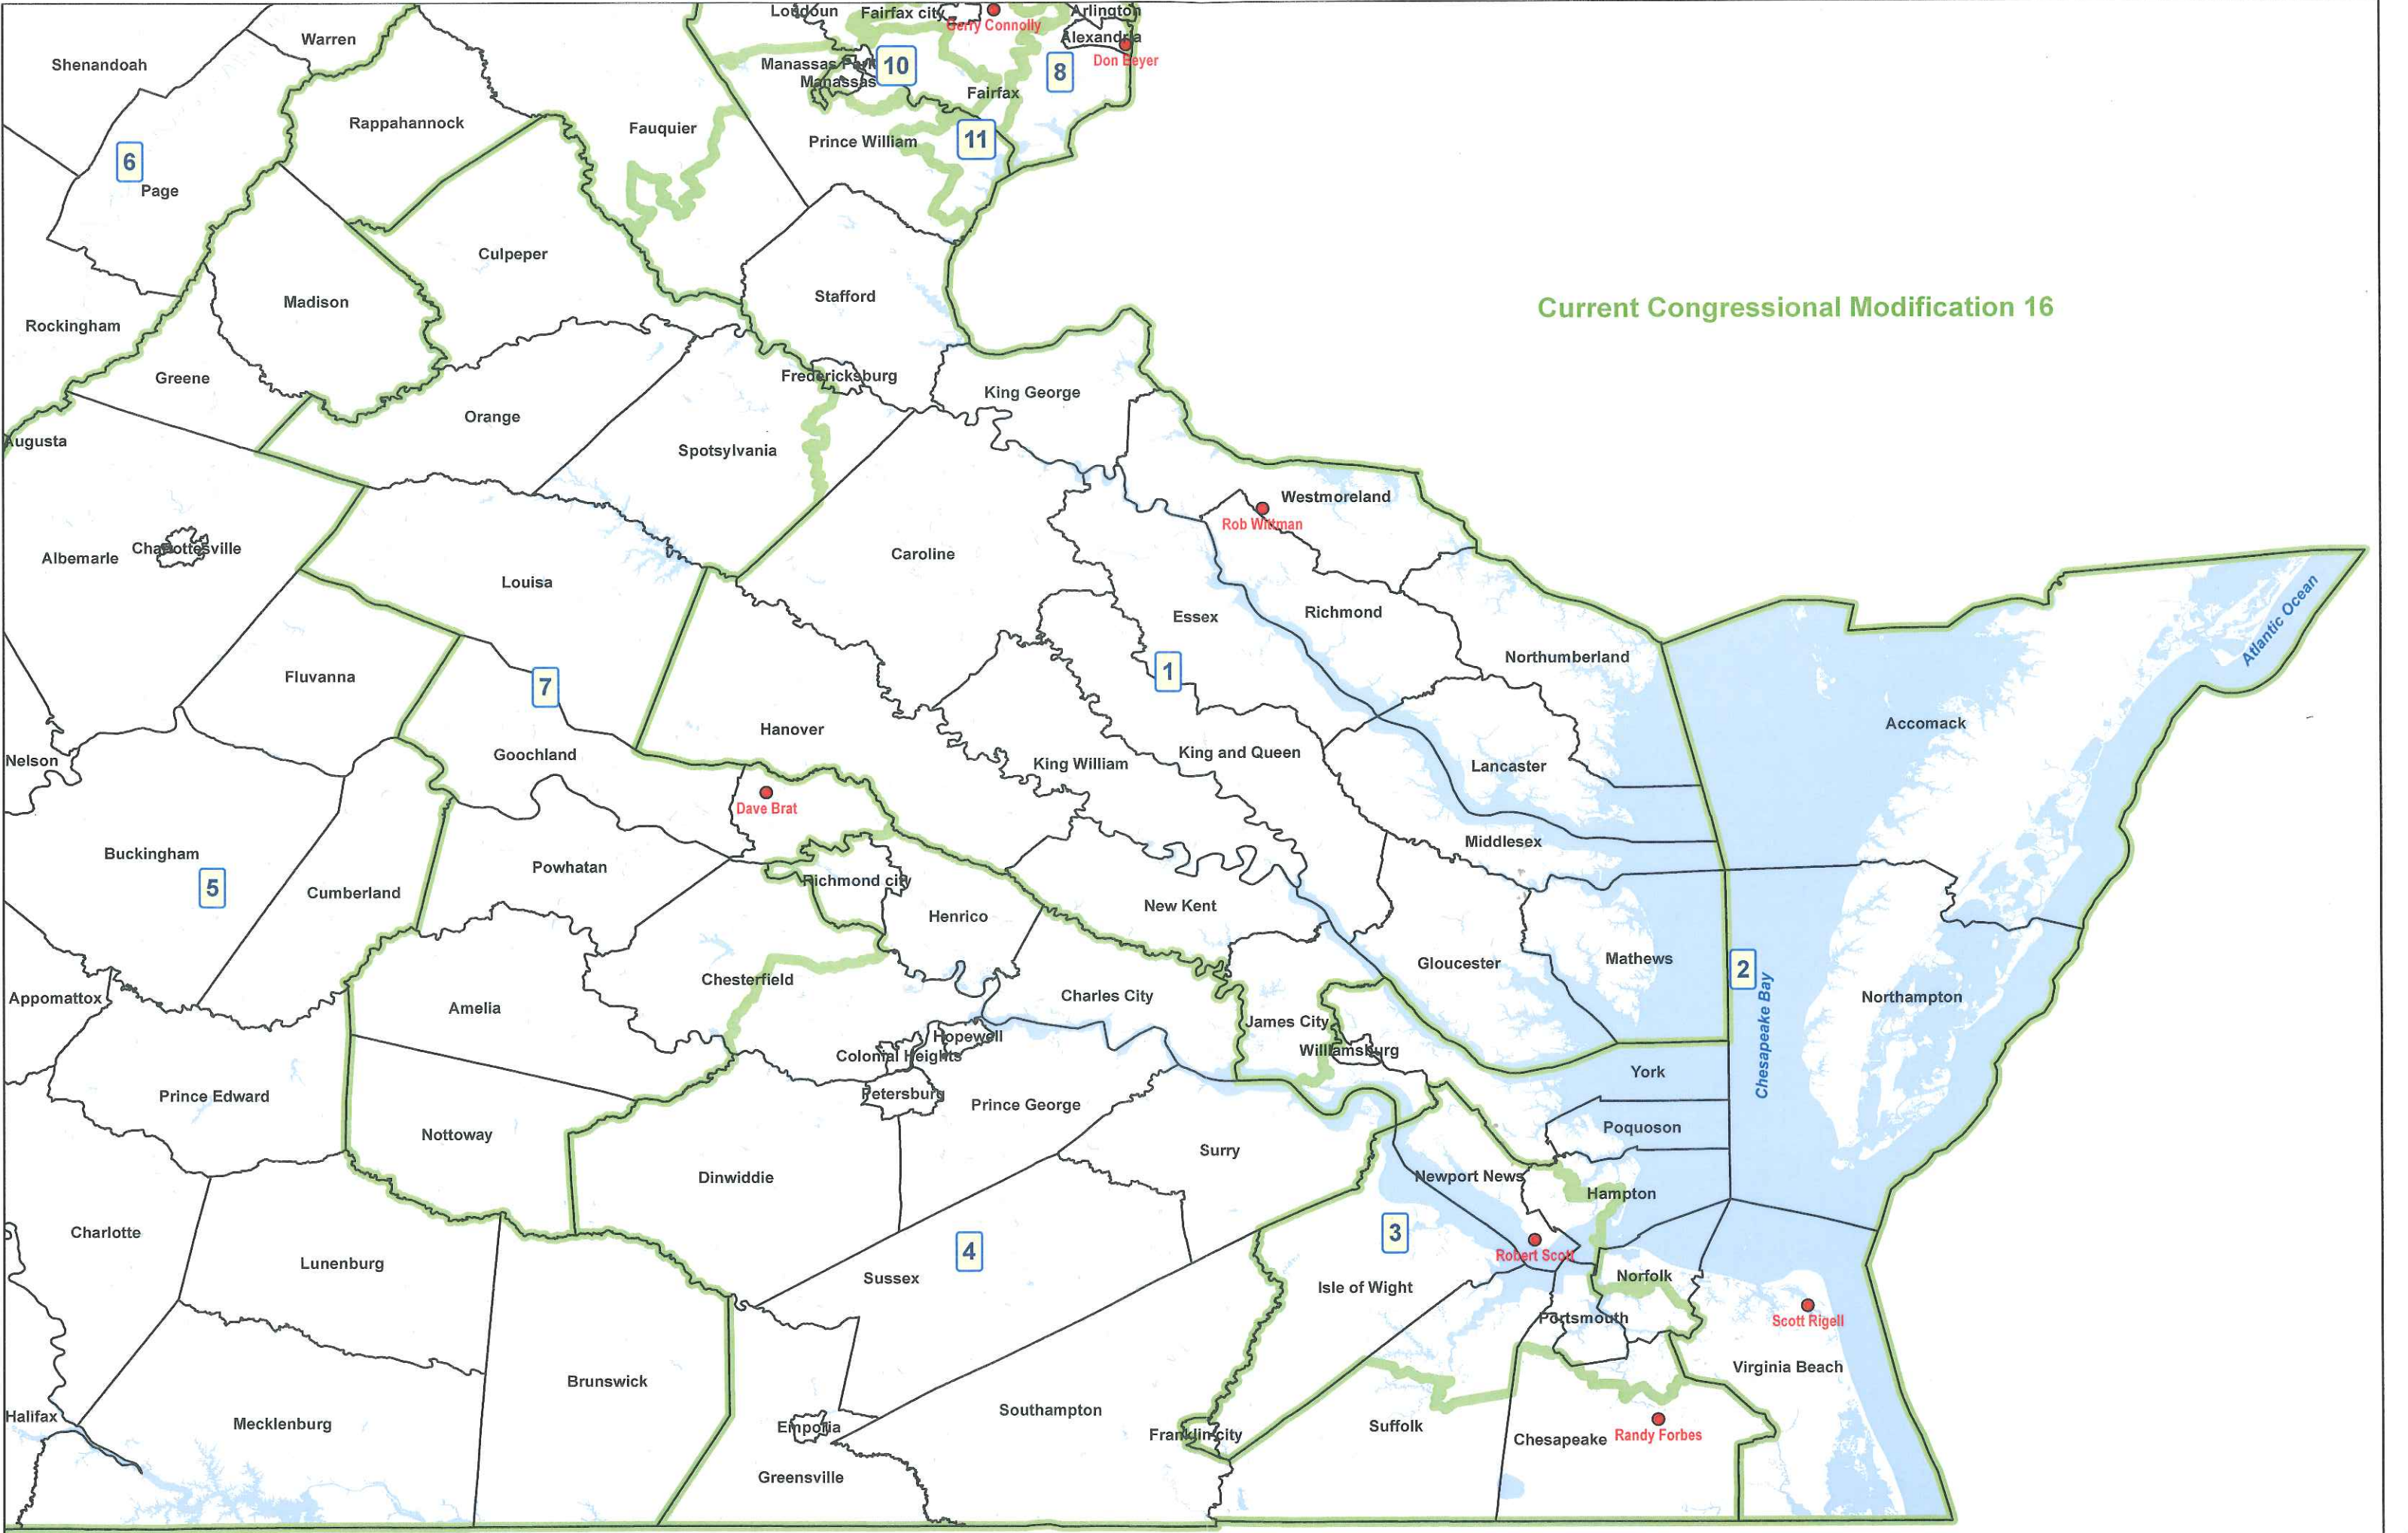 Loudoun
Fairfax city
Gerry Connolly
Arlington
Alexandria
Don Beyer
Warren
Shenandoah
Manassas Park
10
8
Manassas
Fairfax
Rappahannock
Fauquier
Prince William
11
6
Page
Culpeper
Stafford
Madison
Current Congressional Modification 16
Rockingham
Greene
Fredericksburg
King George
Orange
Augusta
Spotsylvania
Westmoreland
Rob Wittman
Albemarle
Charlottesville
Caroline
Louisa
Essex
Richmond
Atlantic Ocean
Fluvanna
7
1
Northumberland
Accomack
Hanover
Goochland
Nelson
King William
King and Queen
Lancaster
Dave Brat
Buckingham
5
Powhatan
Middlesex
Cumberland
Richmond city
Henrico
New Kent
Gloucester
Mathews
2
Chesapeake Bay
Appomattox
Amelia
Chesterfield
Charles City
Northampton
James City
Hopewell
Colonial Heights
Williamsburg
York
Prince Edward
Petersburg
Prince George
Poquoson
Nottoway
Surry
Dinwiddie
Newport News
Hampton
Charlotte
Lunenburg
4
3
Robert Scott
Sussex
Isle of Wight
Norfolk
Portsmouth
Scott Rigell
Virginia Beach
Brunswick
Halifax
Mecklenburg
Emporia
Southampton
Franklin city
Suffolk
Chesapeake
Randy Forbes
Greensville